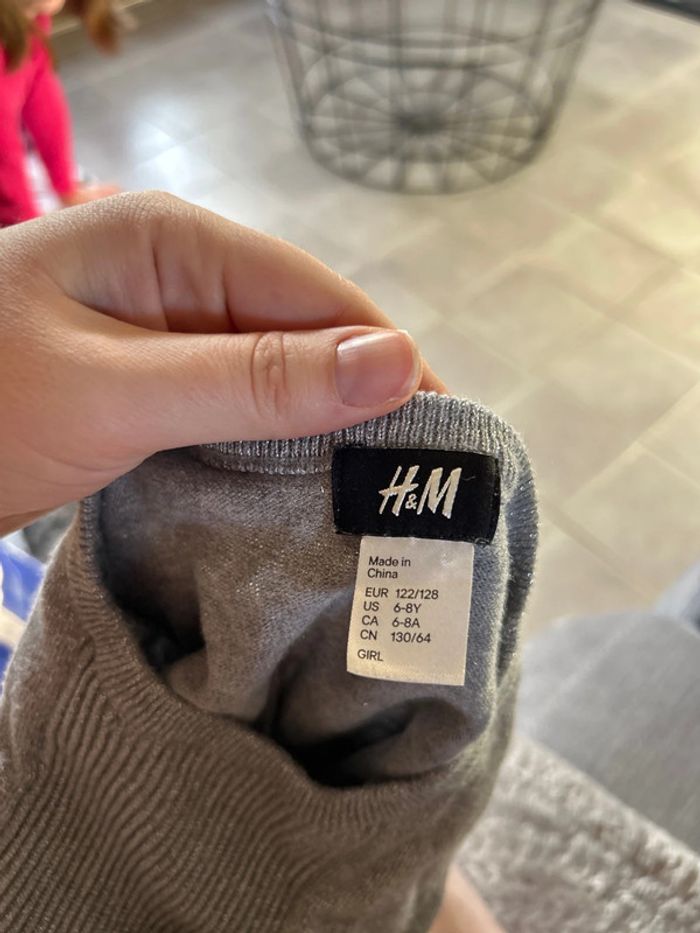 H&M
Made in
China
EUR 122/128
US 6-8Y
CA 6-8A
CN 130/64
GIRL